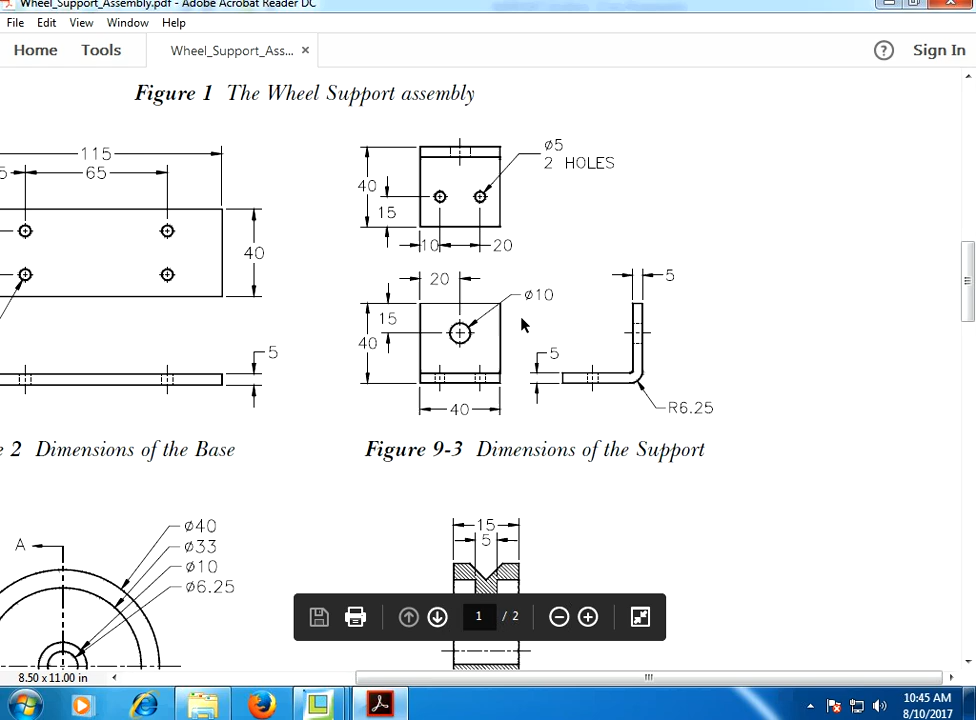 Wheel_Support_Assembly.pdf - Adobe Acrobat Reader DC
File Edit View Window Help
Home Tools Wheel_Support_Ass... × ? Sign In
Figure 1 The Wheel Support assembly
115
65
40
5
Ø5
2 HOLES
40
15
10
20
20
Ø10
15
40
40
5
5
R6.25
2 Dimensions of the Base
Figure 9-3 Dimensions of the Support
A
Ø40
Ø33
Ø10
Ø6.25
15
5
1 / 2
8.50 x 11.00 in
10:45 AM
8/10/2017